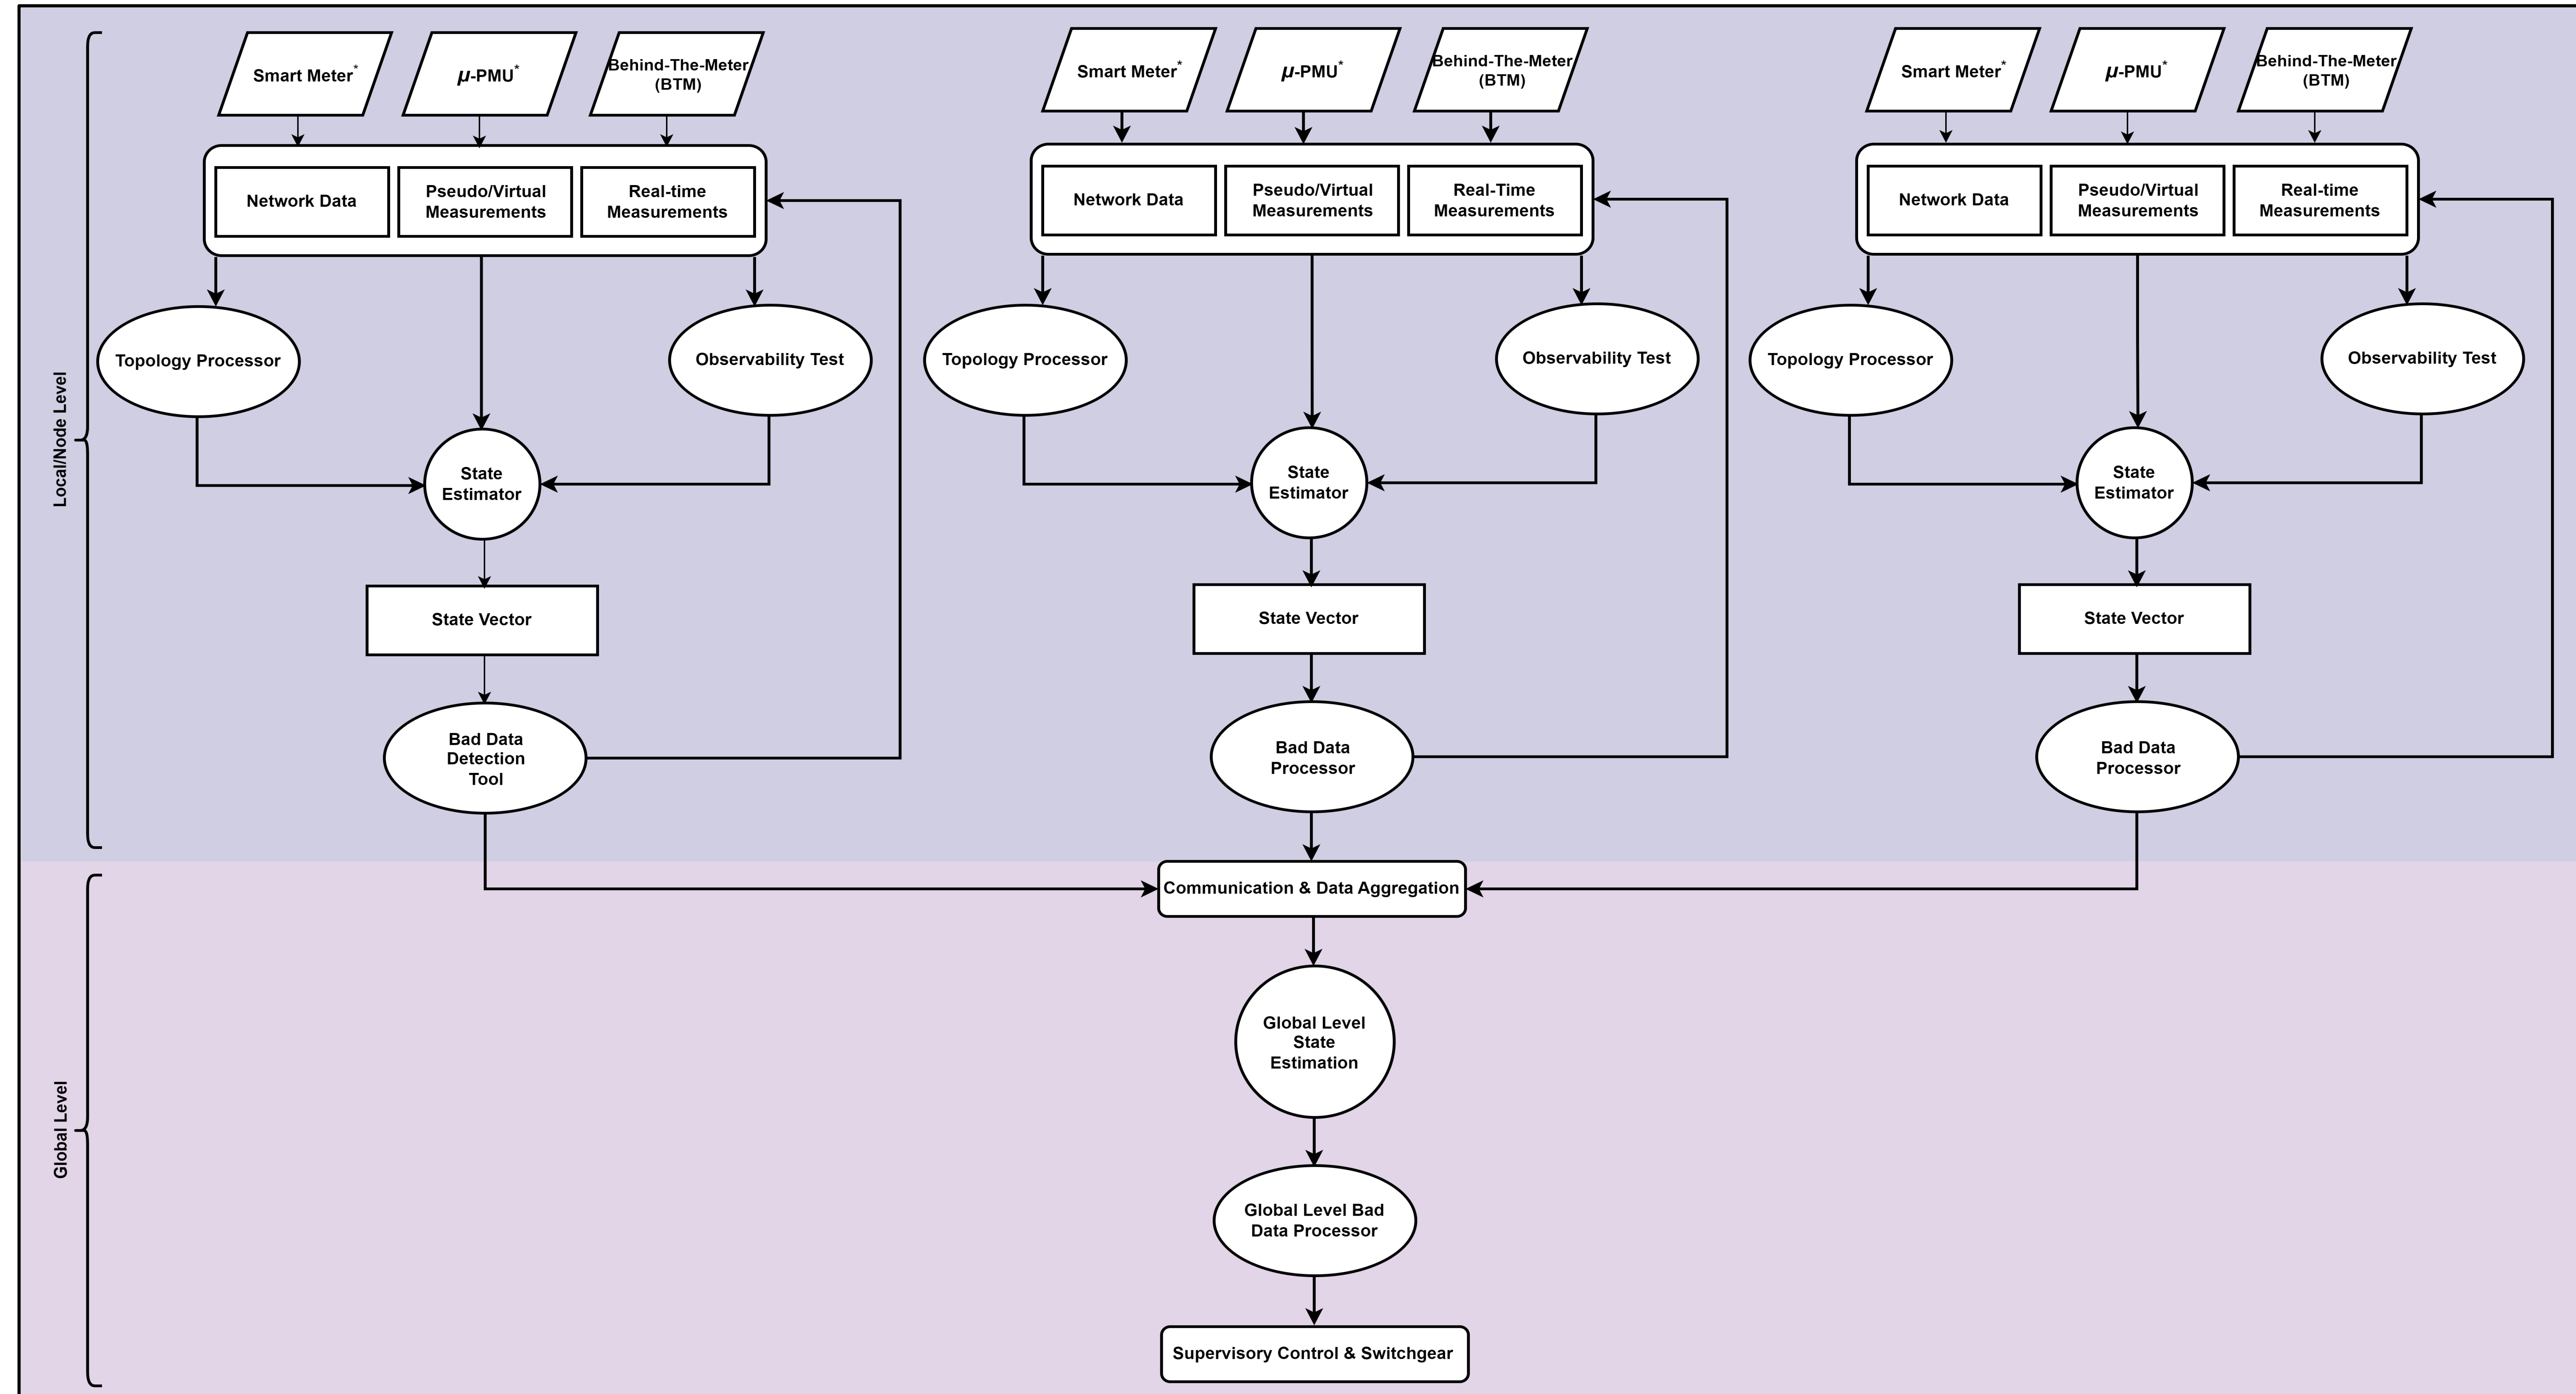 Local/Node Level
Smart Meter*
μ-PMU*
Behind-The-Meter
(BTM)
Network Data
Pseudo/Virtual
Measurements
Real-time
Measurements
Topology Processor
Observability Test
State
Estimator
State Vector
Bad Data
Detection
Tool
Smart Meter*
μ-PMU*
Behind-The-Meter
(BTM)
Network Data
Pseudo/Virtual
Measurements
Real-Time
Measurements
Topology Processor
Observability Test
State
Estimator
State Vector
Bad Data
Processor
Smart Meter*
μ-PMU*
Behind-The-Meter
(BTM)
Network Data
Pseudo/Virtual
Measurements
Real-time
Measurements
Topology Processor
Observability Test
State
Estimator
State Vector
Bad Data
Processor
Global Level
Communication & Data Aggregation
Global Level
State
Estimation
Global Level Bad
Data Processor
Supervisory Control & Switchgear